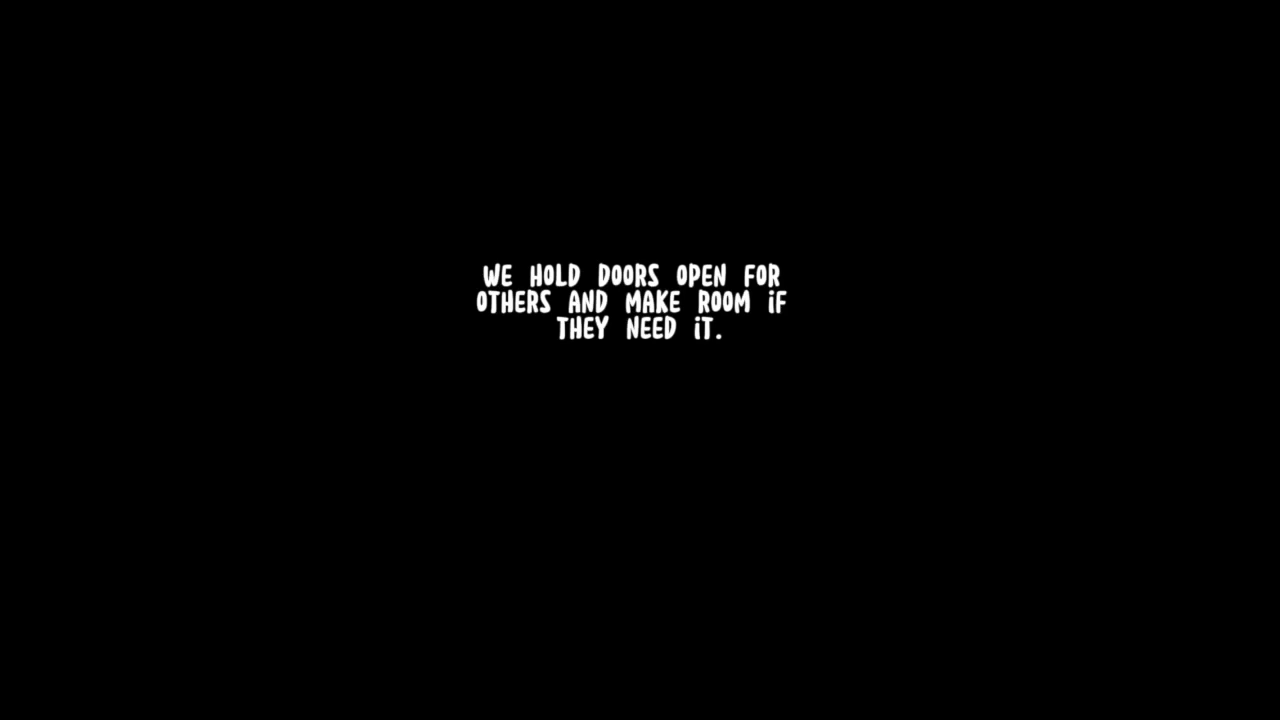 WE HOLD DOORS OPEN FOR
OTHERS AND MAKE ROOM iF
THEY NEED iT.